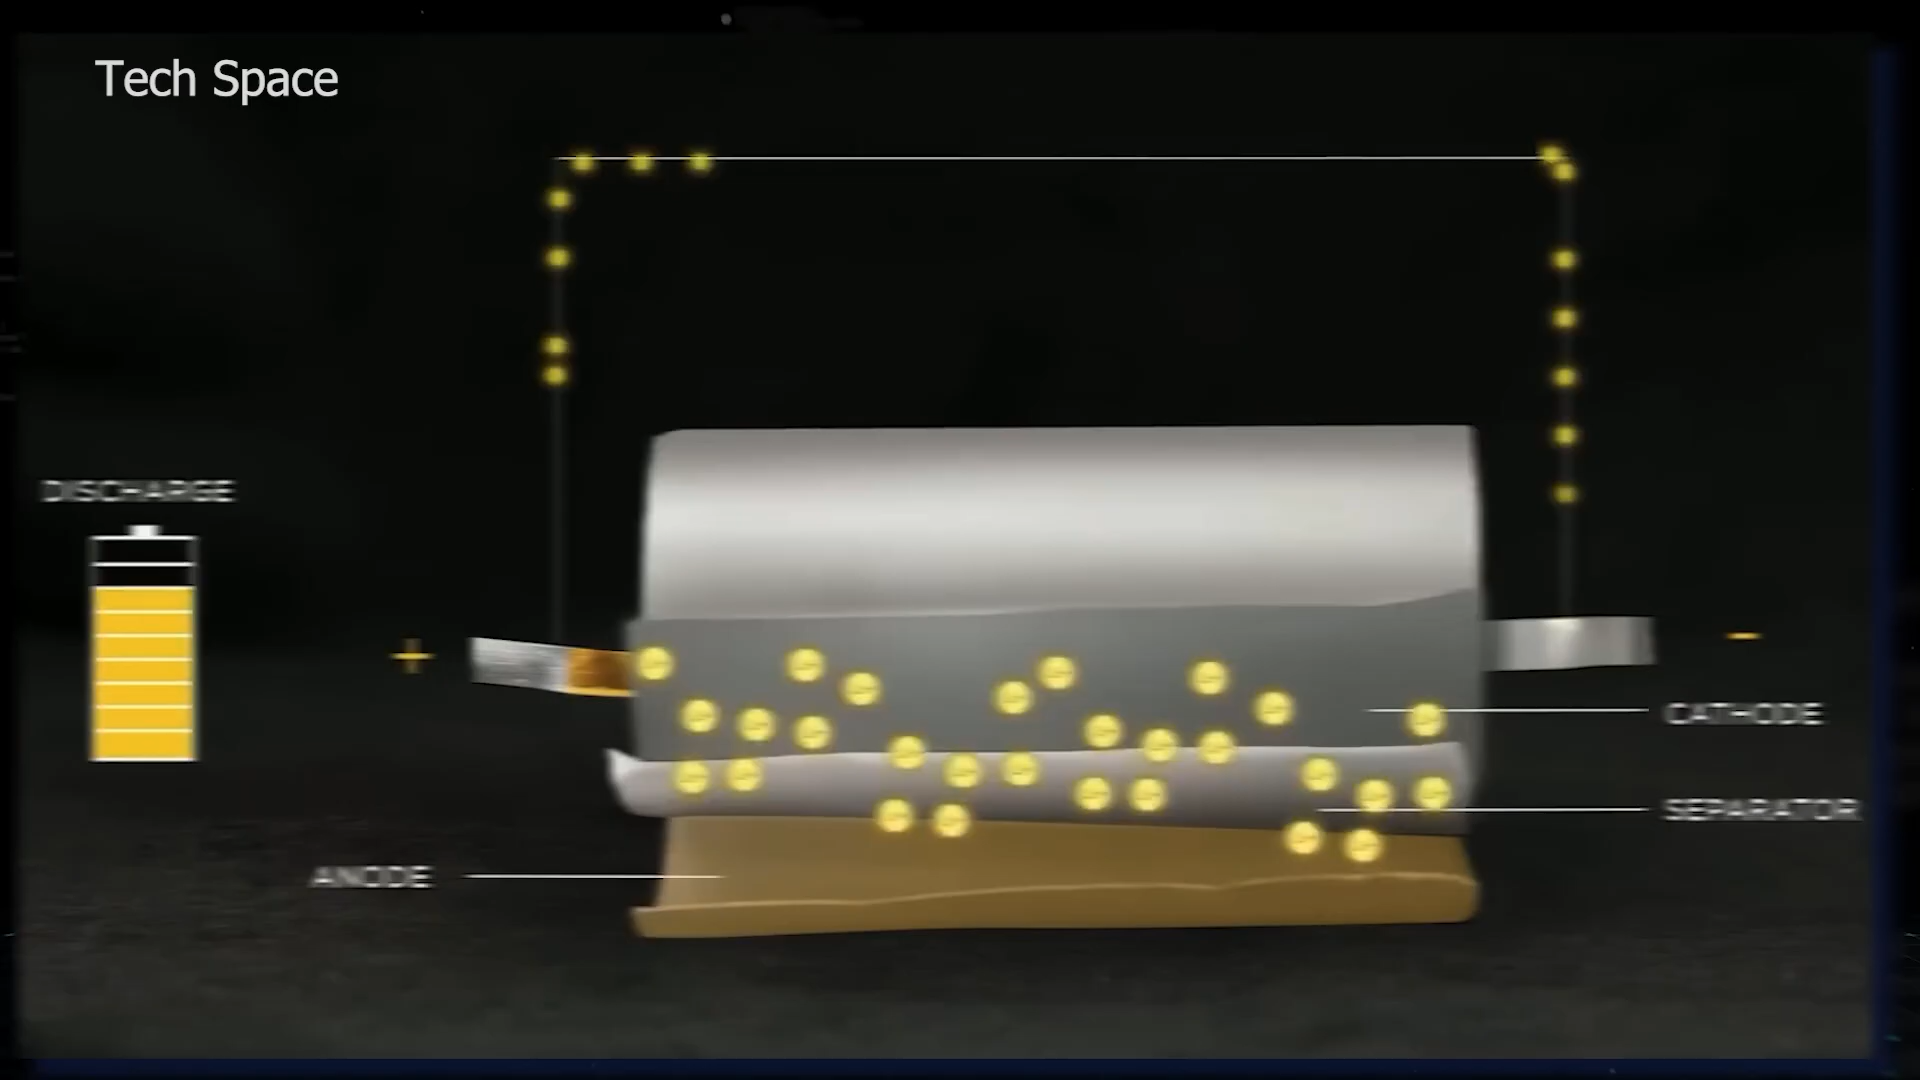 Tech Space
DISCHARGE
+
-
CATHODE
SEPARATOR
ANODE